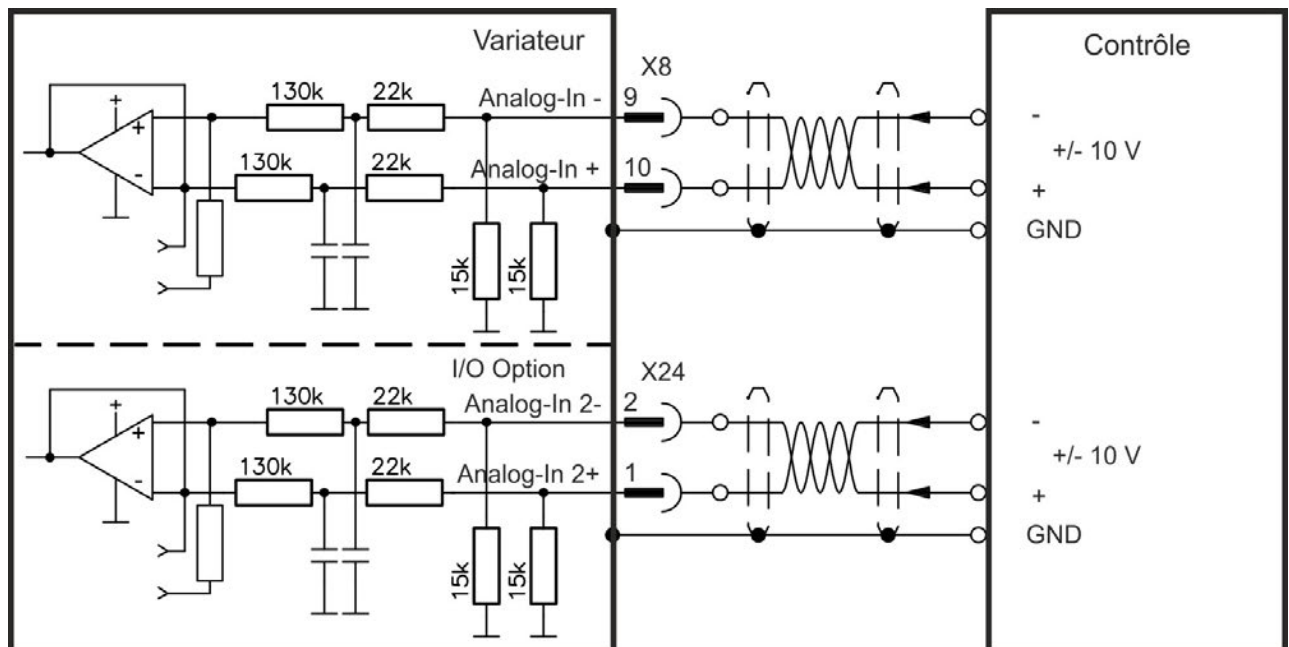 Variateur
Contrôle
X8
130k
22k
Analog-In -
9
-
+
+
+/- 10 V
130k
22k
Analog-In +
10
-
+
GND
15k
15k
I/O Option
X24
130k
22k
Analog-In 2-
2
-
+
+
+/- 10 V
130k
22k
Analog-In 2+
1
-
+
GND
15k
15k